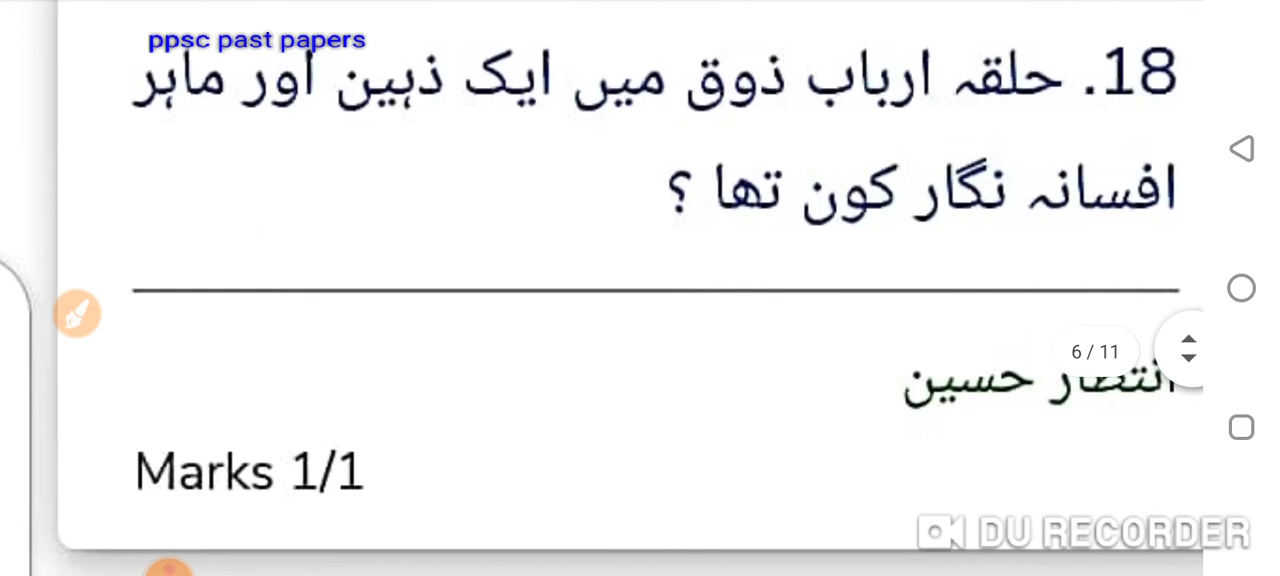 ppsc past papers
18. حلقہ ارباب ذوق میں ایک ذہین اور ماہر
افسانہ نگار کون تھا ؟
6 / 11
انتظار حسین
Marks 1/1
DU RECORDER